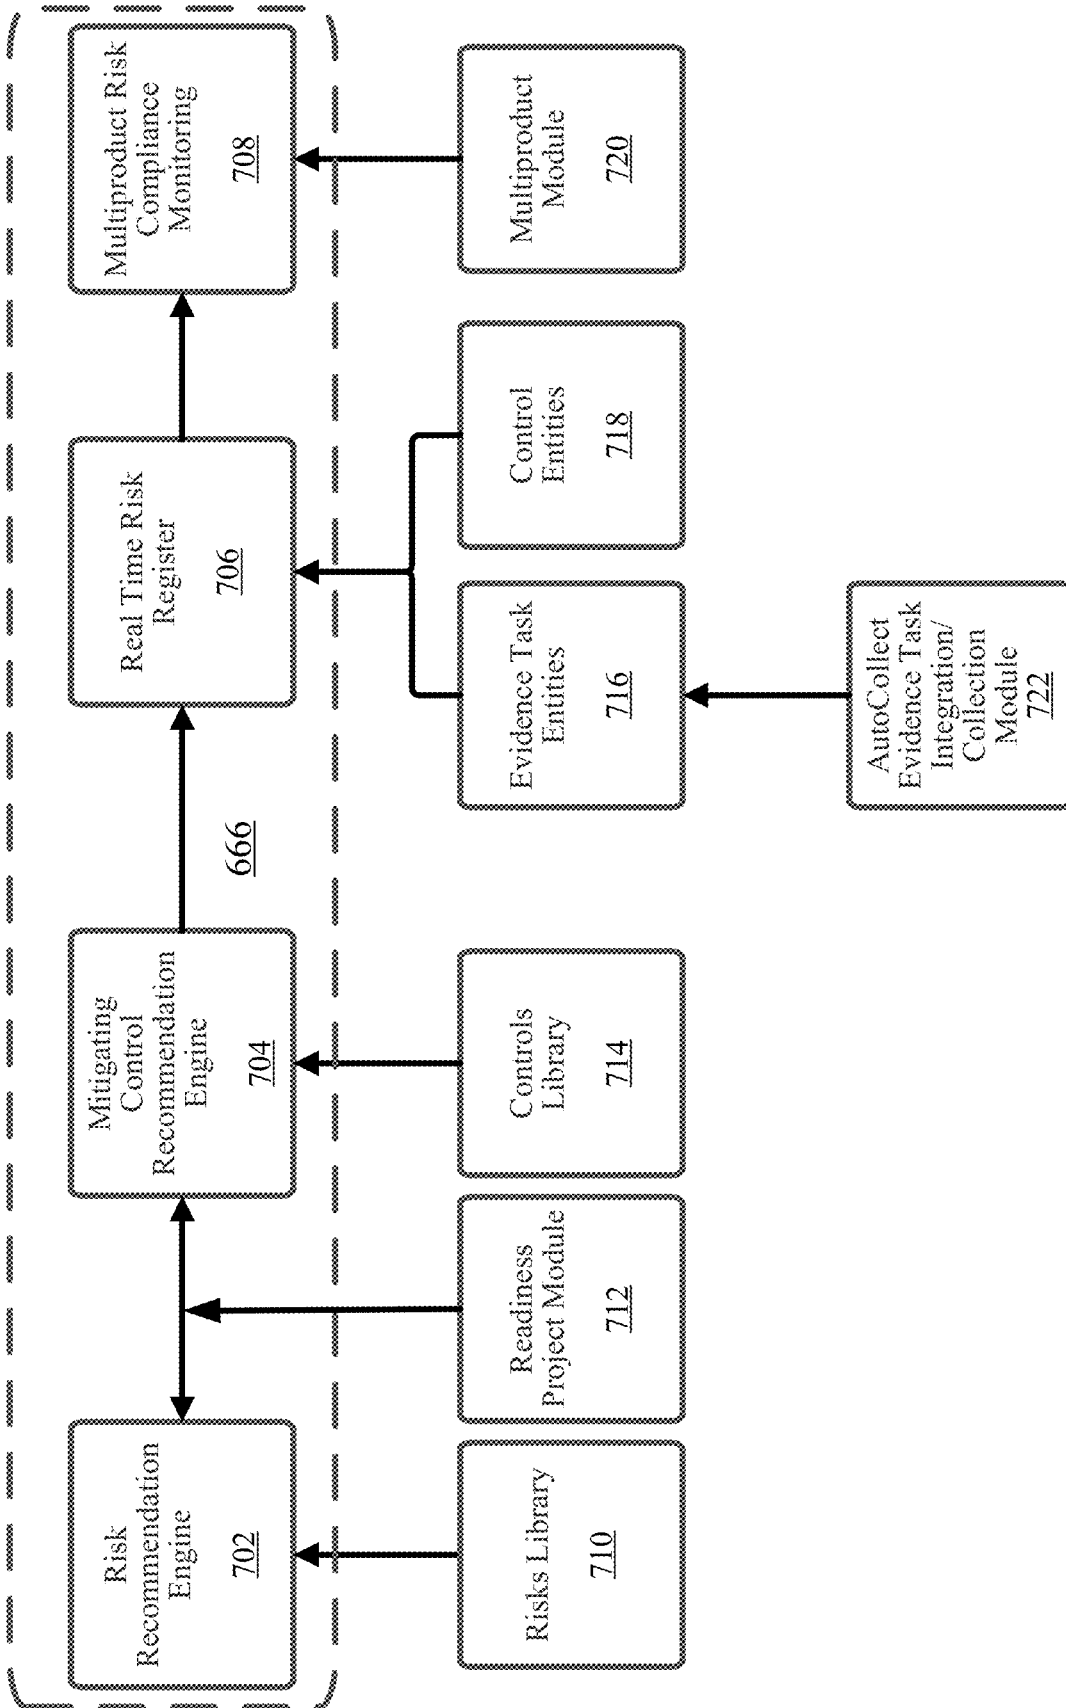 Risk
Recommendation
Engine
702
Mitigating
Control
Recommendation
Engine
704
666
Real Time Risk
Register
706
Multiproduct Risk
Compliance
Monitoring
708
Risks Library
710
Readiness
Project Module
712
Controls
Library
714
Evidence Task
Entities
716
Control
Entities
718
Multiproduct
Module
720
AutoCollect
Evidence Task
Integration/
Collection
Module
722